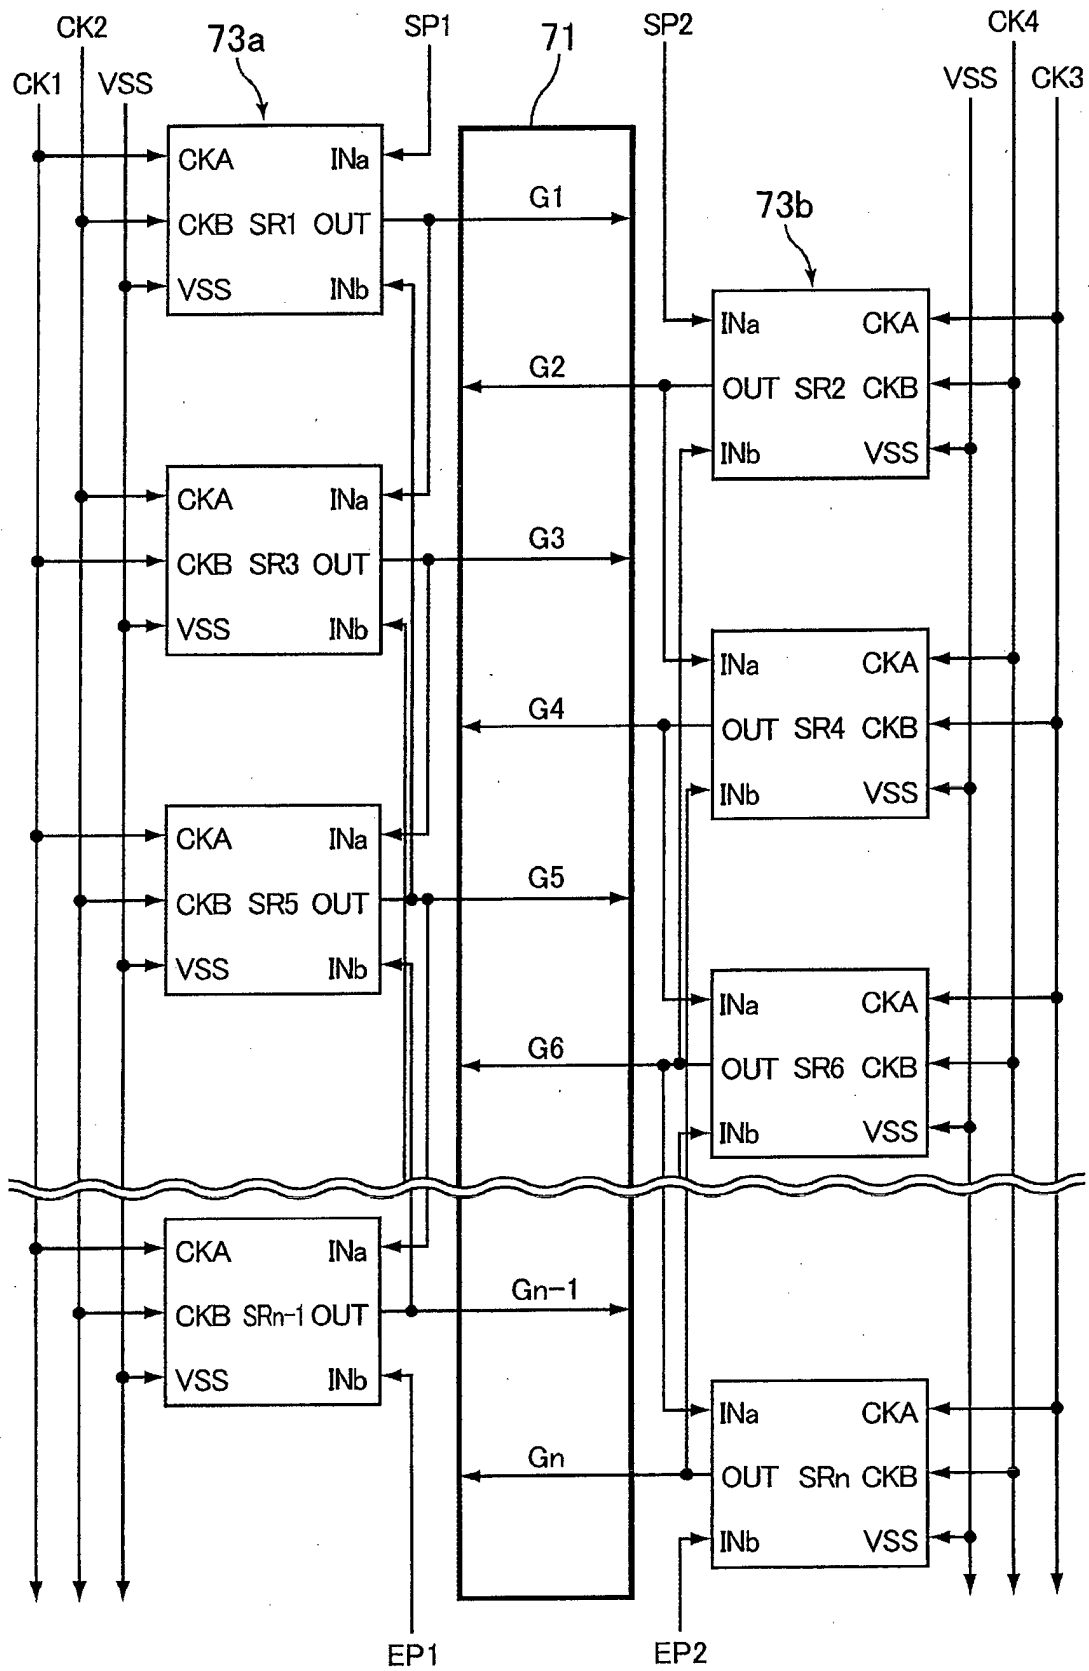 CK2 SP1 SP2 CK4
73a 71
CK1 VSS VSS CK3
CKA INa
G1
CKB SR1 OUT
73b
VSS INb
INa CKA
G2
OUT SR2 CKB
INb VSS
CKA INa
G3
CKB SR3 OUT
VSS INb
INa CKA
G4
OUT SR4 CKB
INb VSS
CKA INa
G5
CKB SR5 OUT
VSS INb
INa CKA
G6
OUT SR6 CKB
INb VSS
CKA INa
Gn-1
CKB SRn-1 OUT
VSS INb
INa CKA
Gn
OUT SRn CKB
INb VSS
EP1 EP2